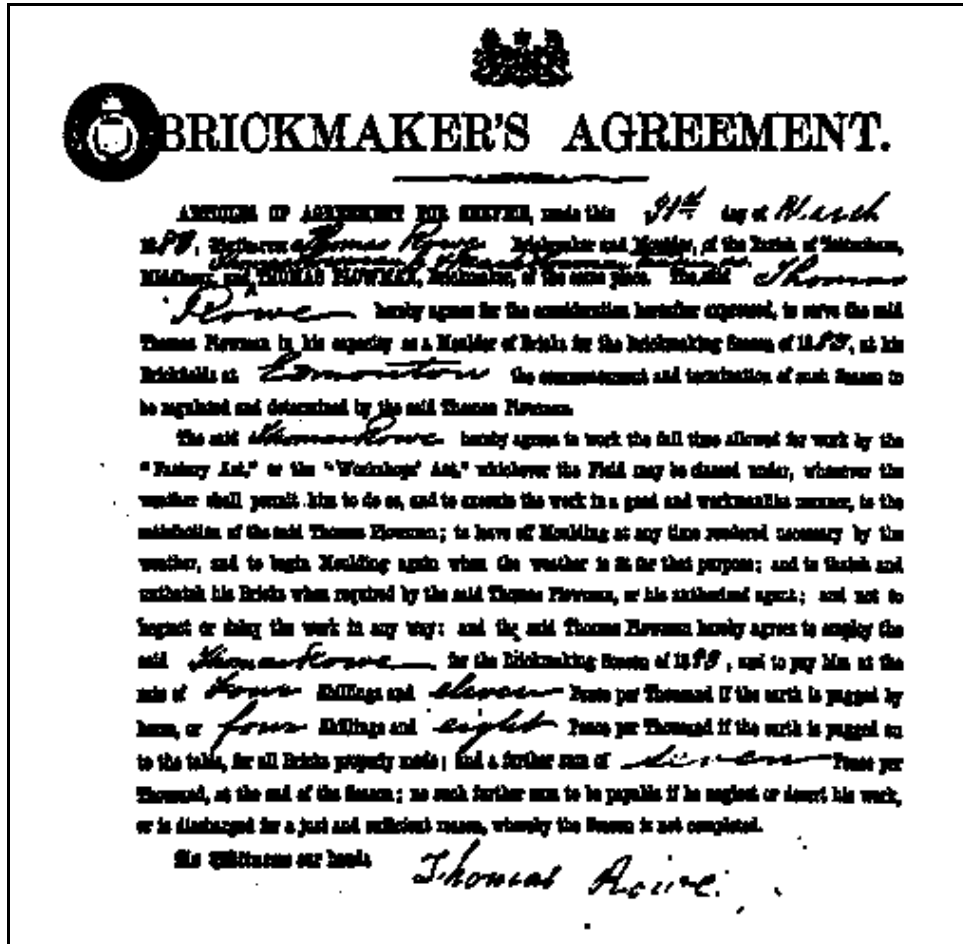 BRICKMAKER'S AGREEMENT.
ARTICLES OF AGREEMENT FOR SERVICE, made this 31st day of March
18 , Between Thomas Rowe Brickmaker and Moulder, of the Parish of Tottenham,
Middlesex, and THOMAS PLOWMAN, Brickmaker, of the same place. The said Thomas
Rowe hereby agrees for the consideration hereafter expressed, to serve the said
Thomas Plowman in his capacity as a Moulder of Bricks for the brickmaking Season of 18 , at his
Brickfields at Edmonton the commencement and termination of such Season to
be regulated and determined by the said Thomas Plowman.
The said Thomas Rowe hereby agrees to work the full time allowed for work by the
"Factory Act," or the "Workshops' Act," whichever the Field may be classed under, whenever the
weather shall permit him to do so, and to execute the work in a good and workmanlike manner, to the
satisfaction of the said Thomas Plowman; to leave off Moulding at any time rendered necessary by the
weather, and to begin Moulding again when the weather is fit for that purpose; and to thatch and
unthatch his Bricks when required by the said Thomas Plowman, or his authorised agent; and not to
neglect or delay the work in any way: and the said Thomas Plowman hereby agrees to employ the
said Thomas Rowe for the brickmaking Season of 18 , and to pay him at the
rate of Four Shillings and eleven Pence per Thousand if the earth is pugged by
horse, or four Shillings and eight Pence per Thousand if the earth is pugged on
to the table, for all Bricks properly made; and a further sum of Pence per
Thousand, at the end of the Season; no such further sum to be payable if he neglect or desert his work,
or is discharged for a just and sufficient reason, whereby the Season is not completed.
As Witness our hands
Thomas Rowe.